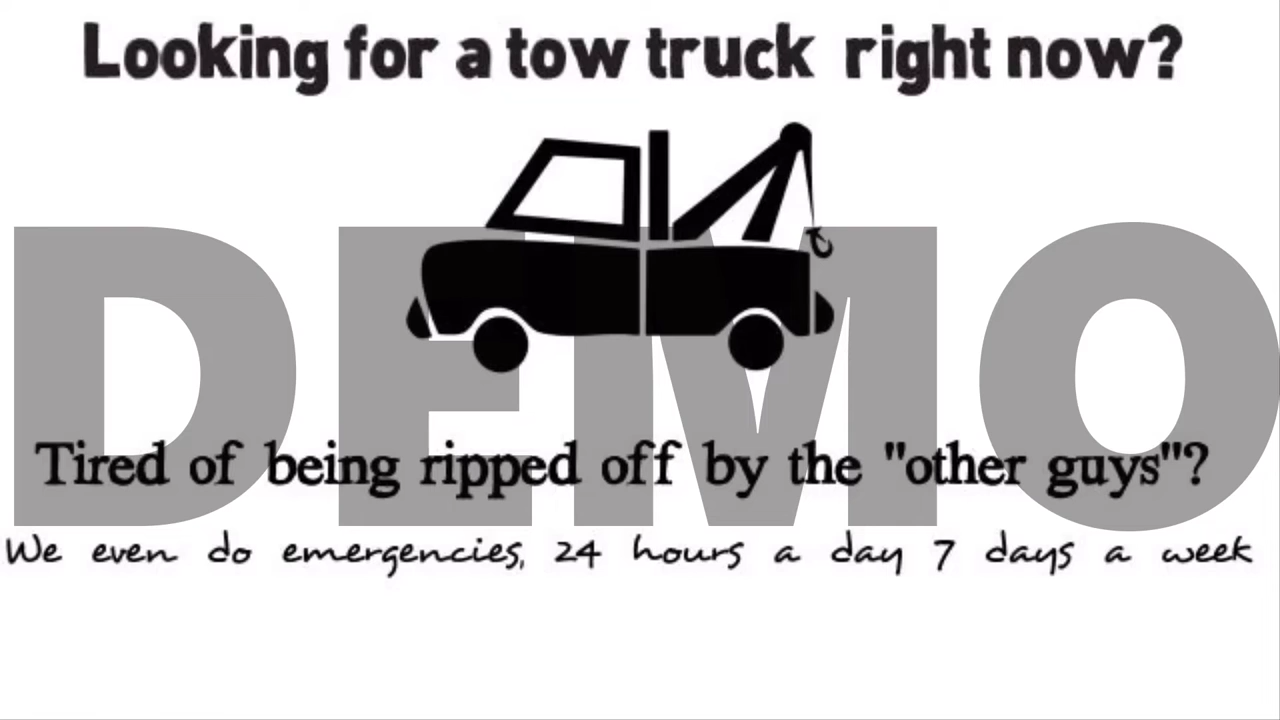 Looking for a tow truck right now?
DEMO
Tired of being ripped off by the "other guys"?
We even do emergencies, 24 hours a day 7 days a week